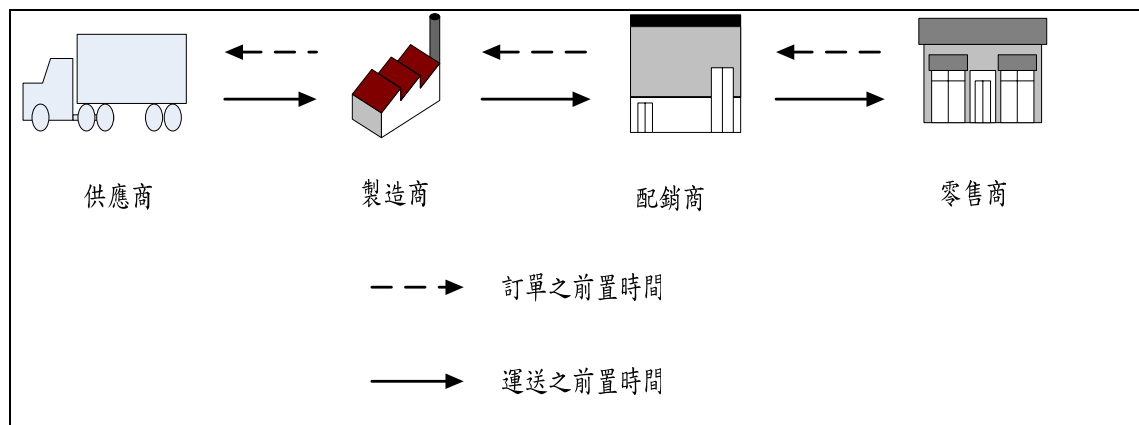 供應商
製造商
配銷商
零售商
訂單之前置時間
運送之前置時間